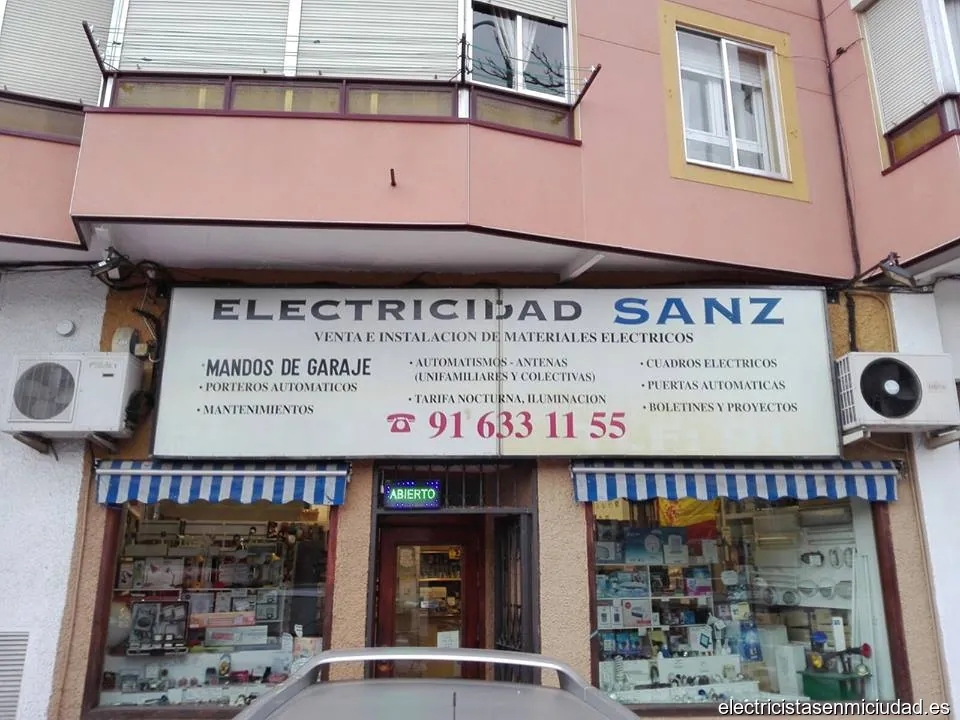 ELECTRICIDAD SANZ
VENTA E INSTALACION DE MATERIALES ELECTRICOS
· MANDOS DE GARAJE
· PORTEROS AUTOMATICOS
· MANTENIMIENTOS
· AUTOMATISMOS - ANTENAS
(UNIFAMILIARES Y COLECTIVAS)
· TARIFA NOCTURNA, ILUMINACION
· CUADROS ELECTRICOS
· PUERTAS AUTOMATICAS
· BOLETINES Y PROYECTOS
☎ 91 633 11 55
ABIERTO
electricistasenmiciudad.es